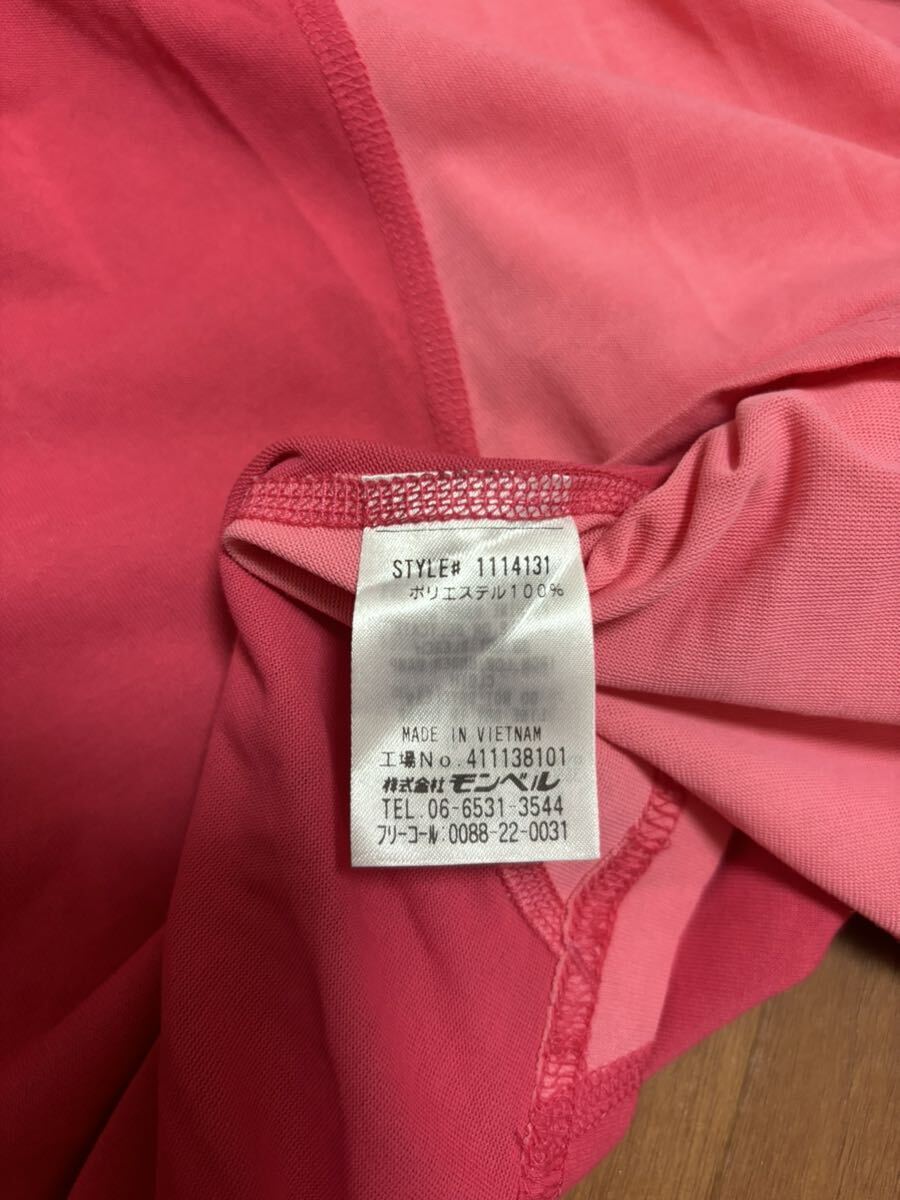 STYLE# 1114131
ポリエステル100%
MADE IN VIETNAM
工場No.411138101
株式会社モンベル
TEL.06-6531-3544
フリーコール:0088-22-0031